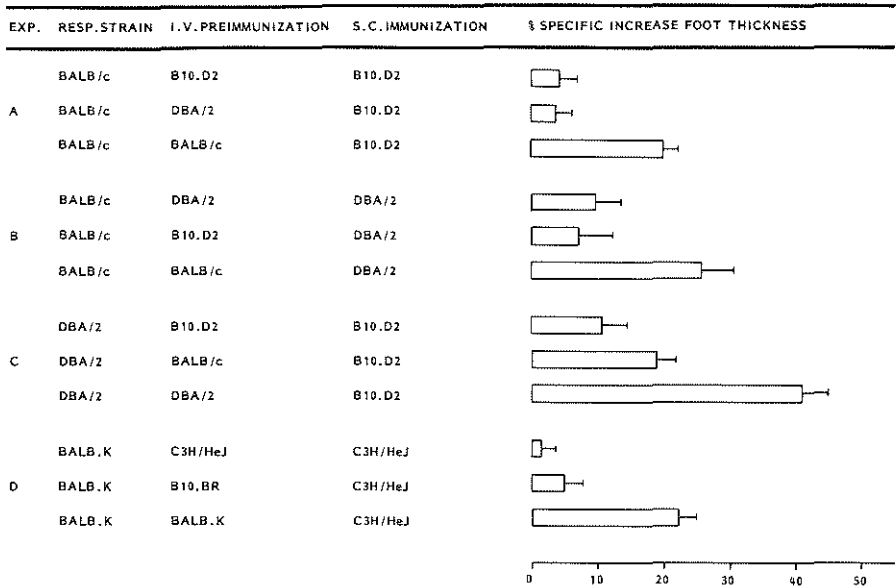 EXP. RESP.STRAIN I.V.PREIMMUNIZATION S.C.IMMUNIZATION % SPECIFIC INCREASE FOOT THICKNESS
BALB/c B10.D2 B10.D2
A BALB/c DBA/2 B10.D2
BALB/c BALB/c B10.D2
BALB/c DBA/2 DBA/2
B BALB/c B10.D2 DBA/2
BALB/c BALB/c DBA/2
DBA/2 B10.D2 B10.D2
C DBA/2 BALB/c B10.D2
DBA/2 DBA/2 B10.D2
BALB.K C3H/HeJ C3H/HeJ
D BALB.K B10.BR C3H/HeJ
BALB.K BALB.K C3H/HeJ
0 10 20 30 40 50